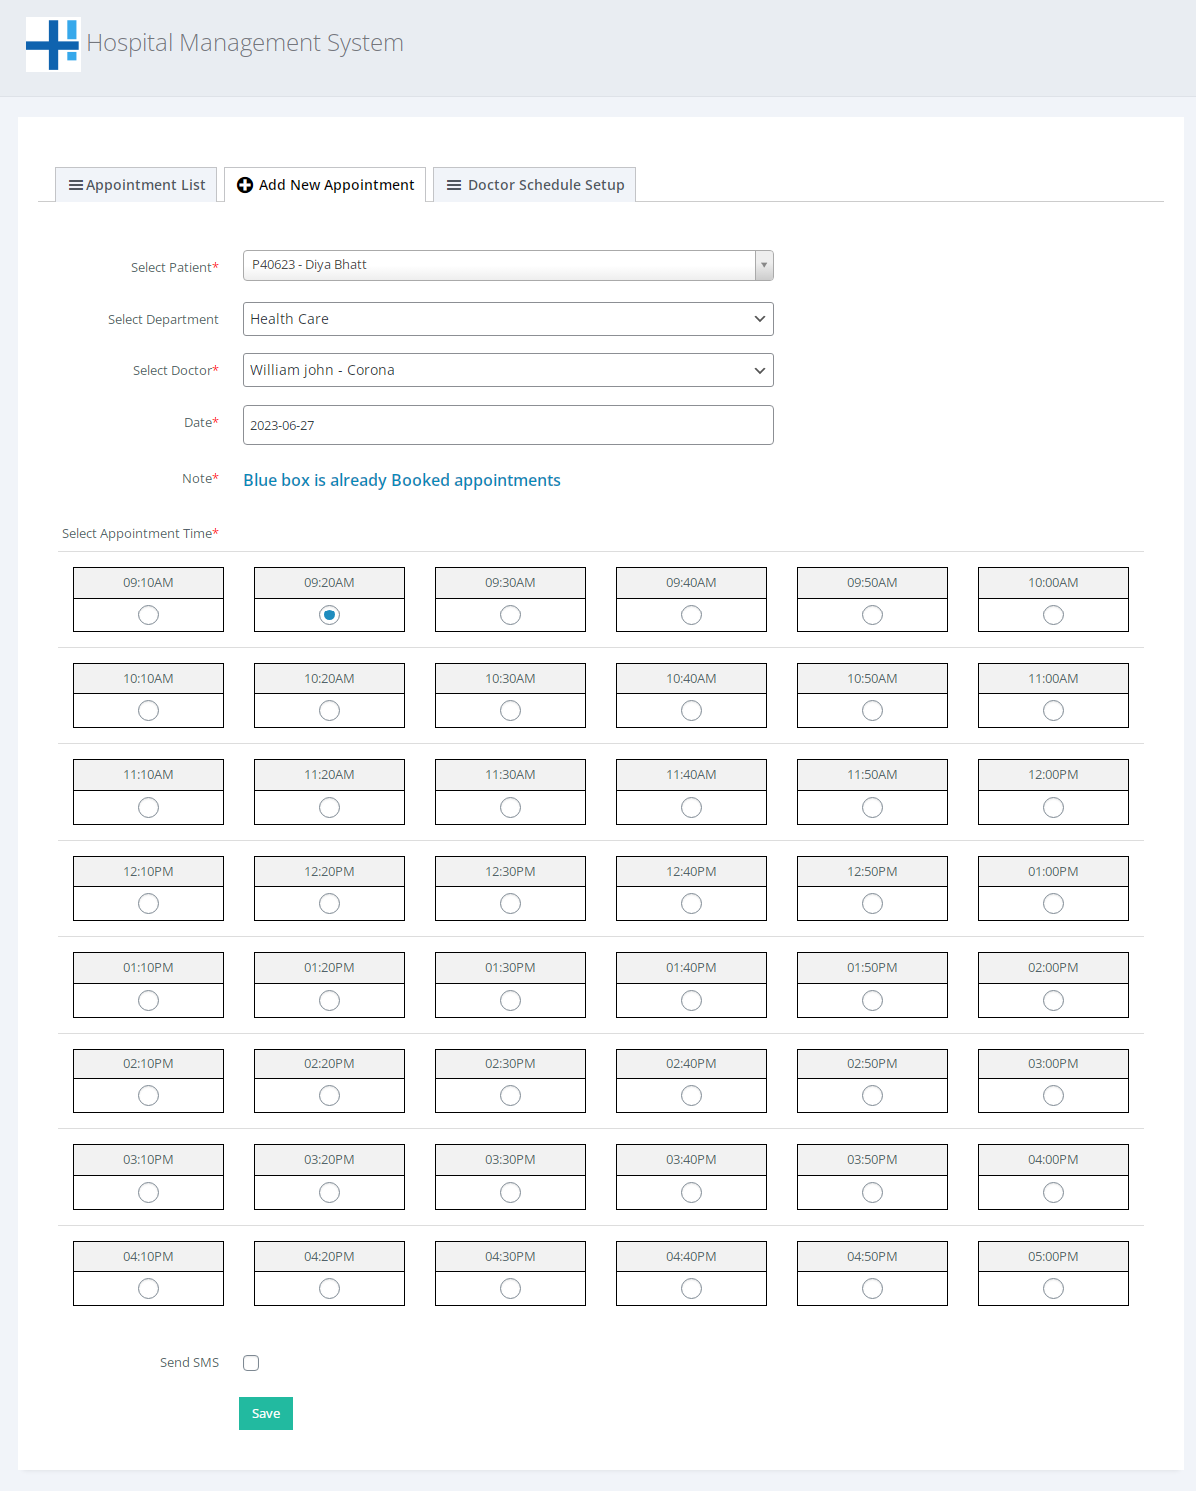 Hospital Management System
Appointment List Add New Appointment Doctor Schedule Setup
Select Patient* P40623 - Diya Bhatt
Select Department Health Care
Select Doctor* William john - Corona
Date* 2023-06-27
Note* Blue box is already Booked appointments
Select Appointment Time*
09:10AM 09:20AM 09:30AM 09:40AM 09:50AM 10:00AM
10:10AM 10:20AM 10:30AM 10:40AM 10:50AM 11:00AM
11:10AM 11:20AM 11:30AM 11:40AM 11:50AM 12:00PM
12:10PM 12:20PM 12:30PM 12:40PM 12:50PM 01:00PM
01:10PM 01:20PM 01:30PM 01:40PM 01:50PM 02:00PM
02:10PM 02:20PM 02:30PM 02:40PM 02:50PM 03:00PM
03:10PM 03:20PM 03:30PM 03:40PM 03:50PM 04:00PM
04:10PM 04:20PM 04:30PM 04:40PM 04:50PM 05:00PM
Send SMS
Save